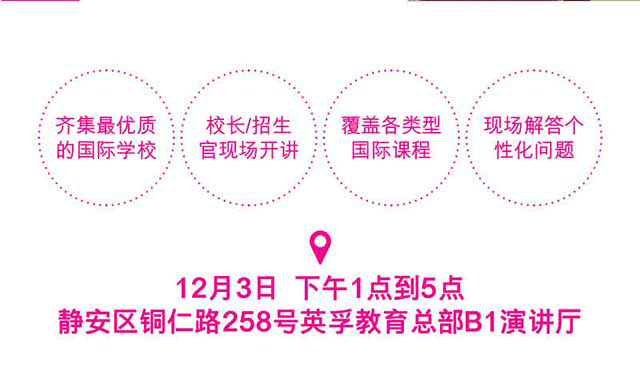 齐集最优质
的国际学校
校长/招生
官现场开讲
覆盖各类型
国际课程
现场解答个
性化问题
12月3日 下午1点到5点
静安区铜仁路258号英孚教育总部B1演讲厅